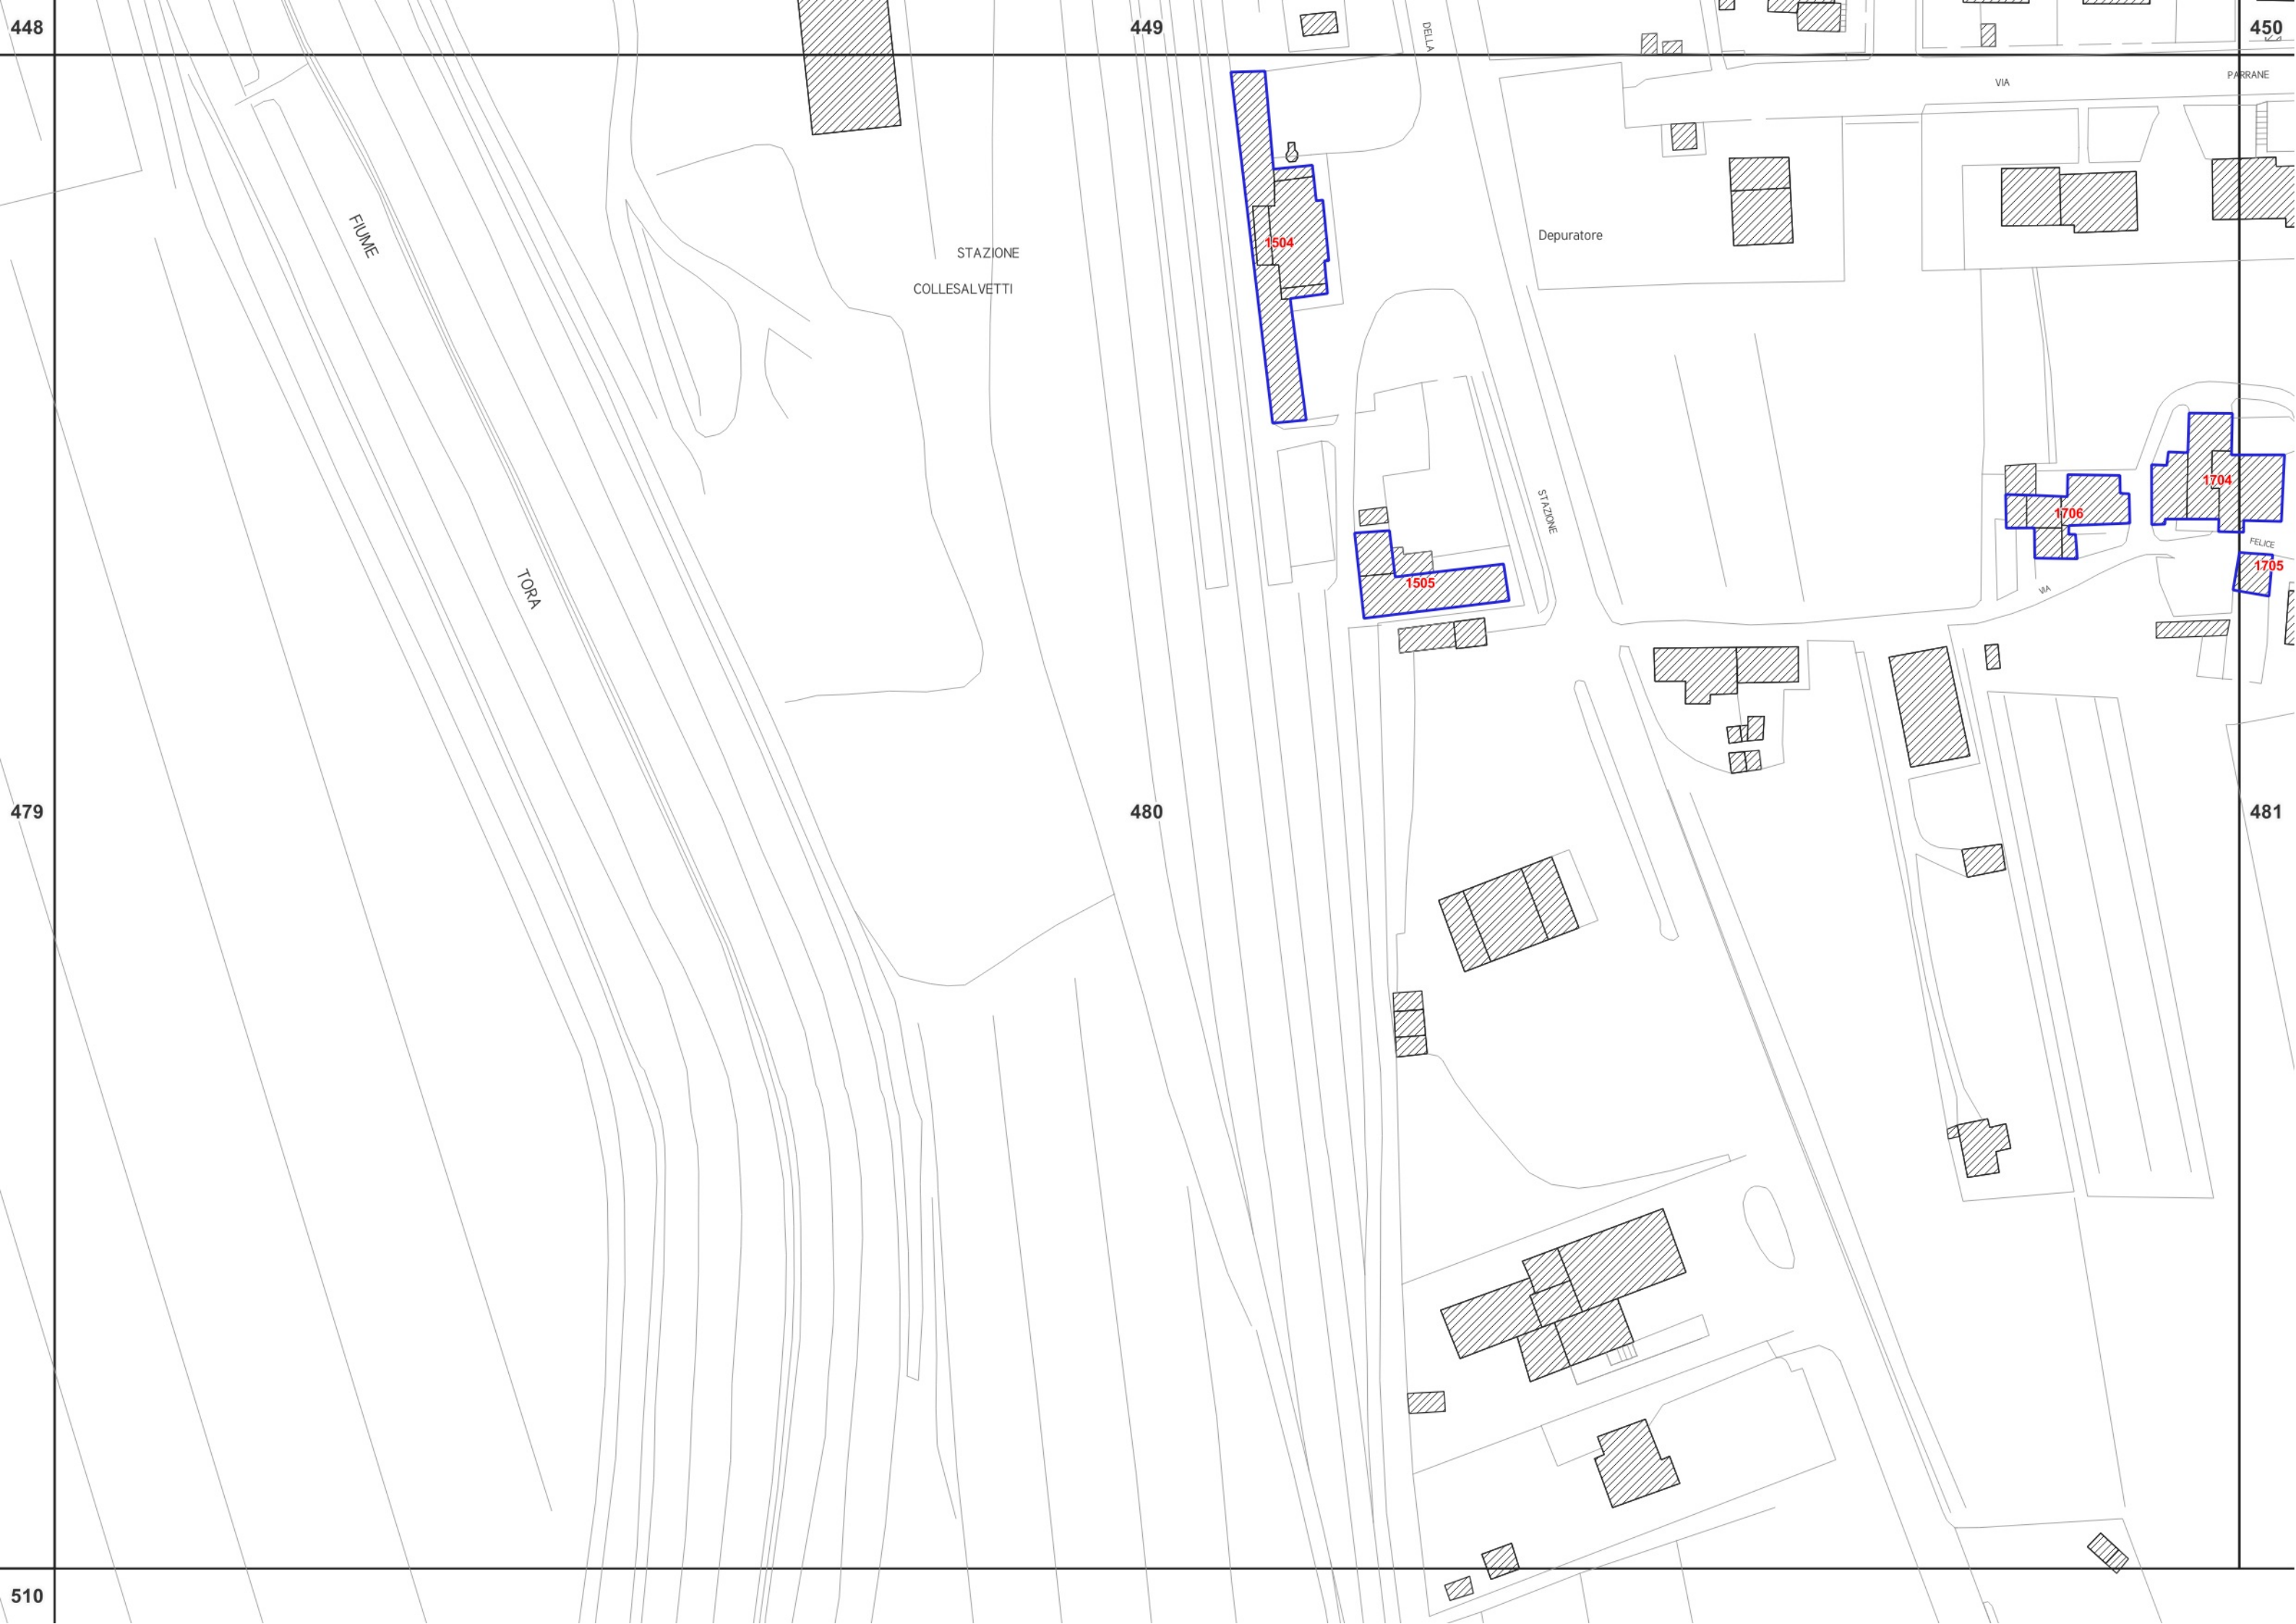 448
449
450
DELLA
VIA
PARRANE
FIUME
STAZIONE
COLLESALVETTI
1504
Depuratore
1704
1706
STAZIONE
FELICE
1705
1505
TORA
VIA
479
480
481
510